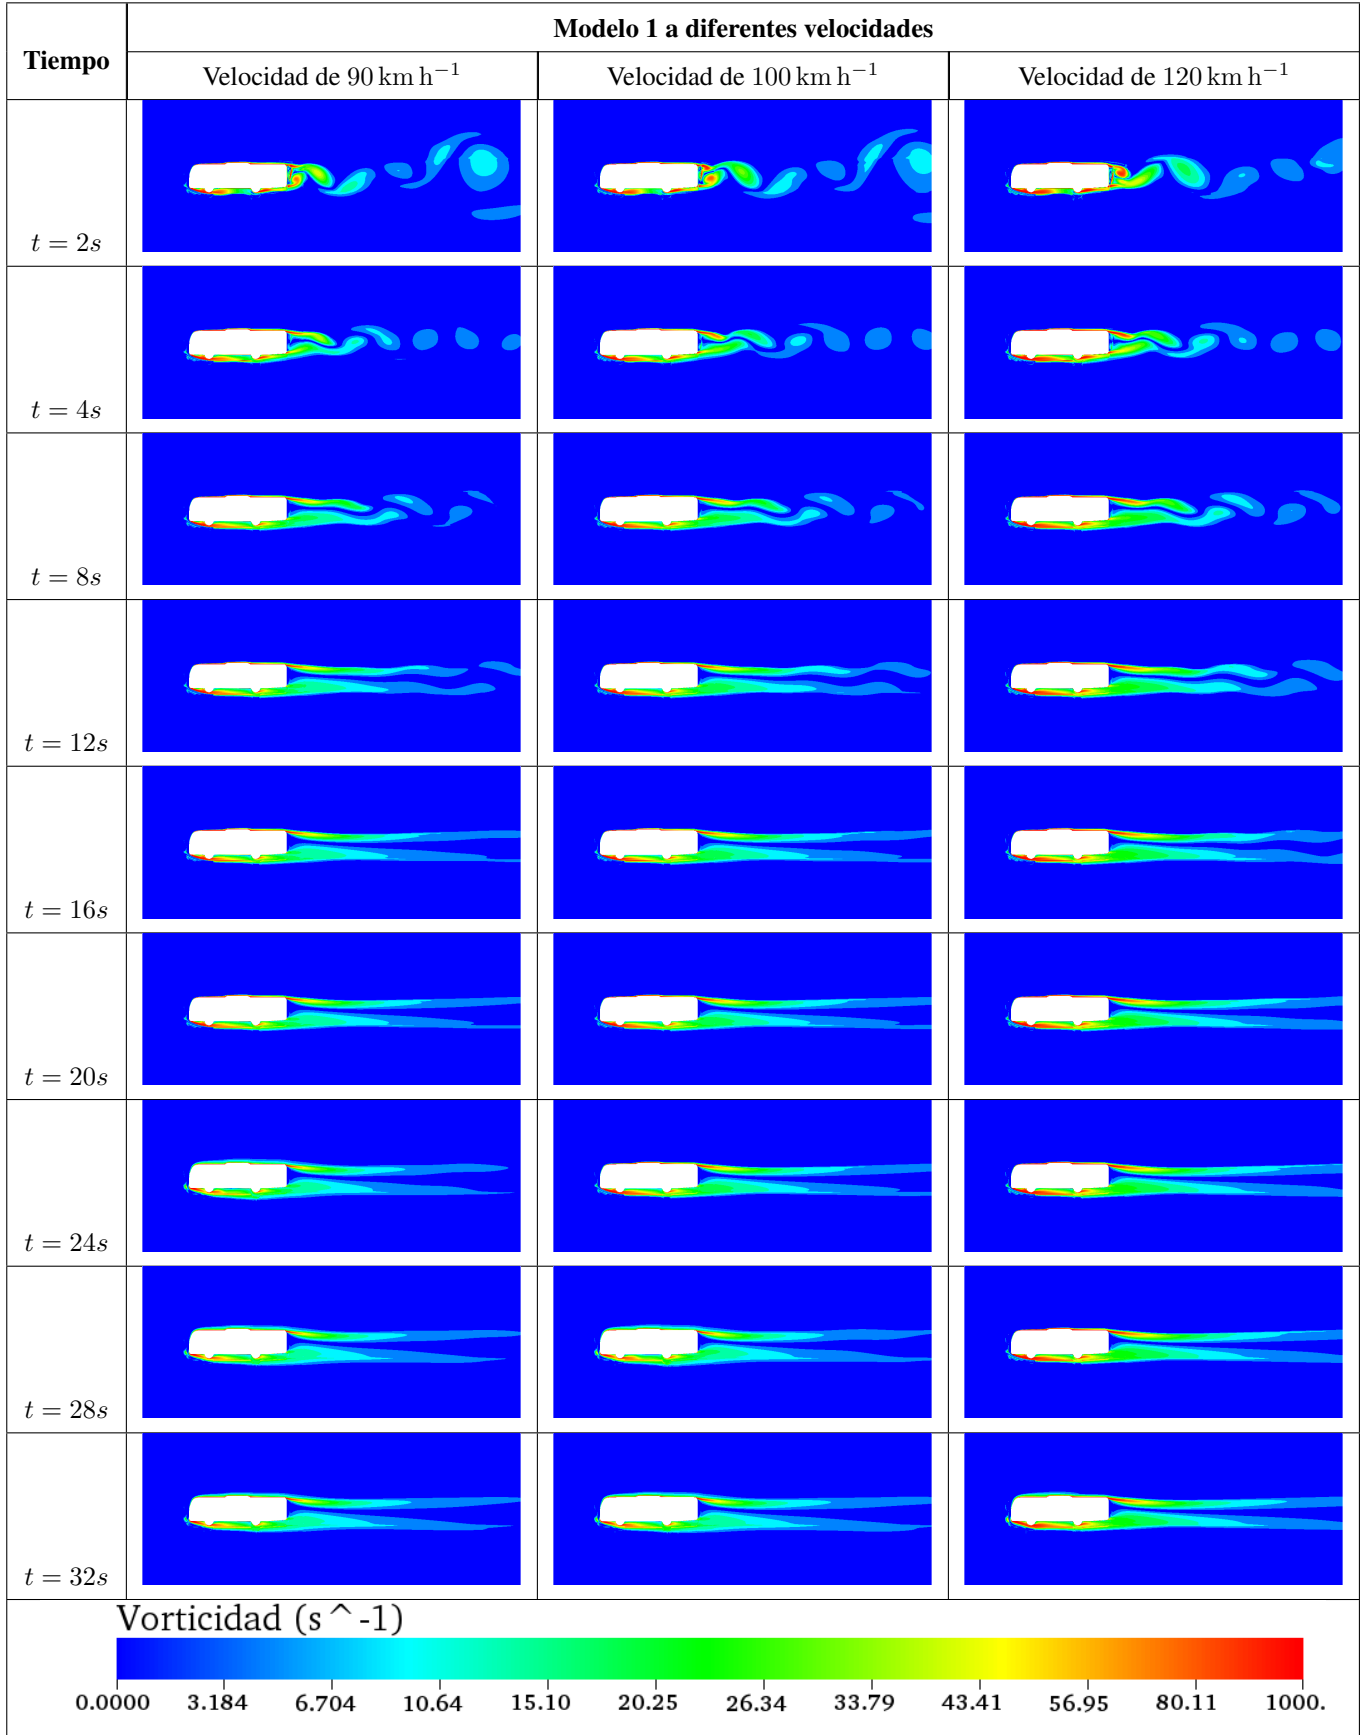 Modelo 1 a diferentes velocidades
Tiempo
Velocidad de 90 km h⁻¹ Velocidad de 100 km h⁻¹ Velocidad de 120 km h⁻¹
t = 2s
t = 4s
t = 8s
t = 12s
t = 16s
t = 20s
t = 24s
t = 28s
t = 32s
Vorticidad (s^-1)
0.0000 3.184 6.704 10.64 15.10 20.25 26.34 33.79 43.41 56.95 80.11 1000.